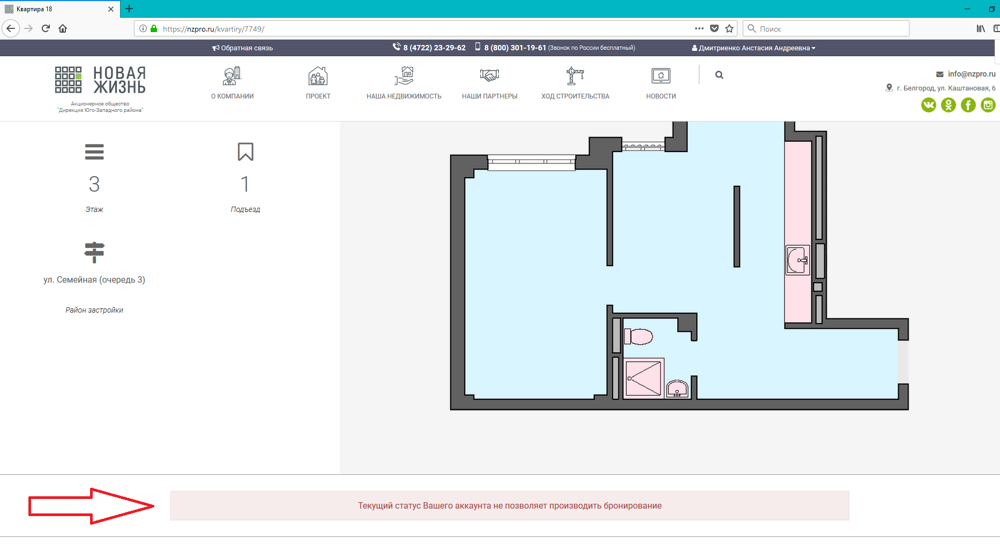 Квартира 18
https://nzpro.ru/kvartiry/7749/
Поиск
Обратная связь
8 (4722) 23-29-62
8 (800) 301-19-61 (Звонок по России бесплатный)
Дмитриенко Анстасия Андреевна
НОВАЯ
ЖИЗНЬ
Акционерное общество
"Дирекция Юго-Западного района"
О КОМПАНИИ
ПРОЕКТ
НАША НЕДВИЖИМОСТЬ
НАШИ ПАРТНЕРЫ
ХОД СТРОИТЕЛЬСТВА
НОВОСТИ
info@nzpro.ru
г. Белгород, ул. Каштановая, 6
3
Этаж
1
Подъезд
ул. Семейная (очередь 3)
Район застройки
Текущий статус Вашего аккаунта не позволяет производить бронирование